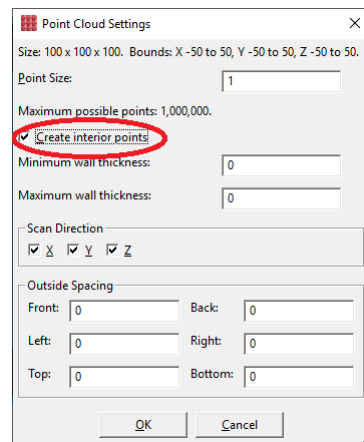 Point Cloud Settings
Size: 100 x 100 x 100. Bounds: X -50 to 50, Y -50 to 50, Z -50 to 50.
Point Size: 1
Maximum possible points: 1,000,000.
Create interior points
Minimum wall thickness: 0
Maximum wall thickness: 0
Scan Direction
X Y Z
Outside Spacing
Front: 0 Back: 0
Left: 0 Right: 0
Top: 0 Bottom: 0
OK Cancel